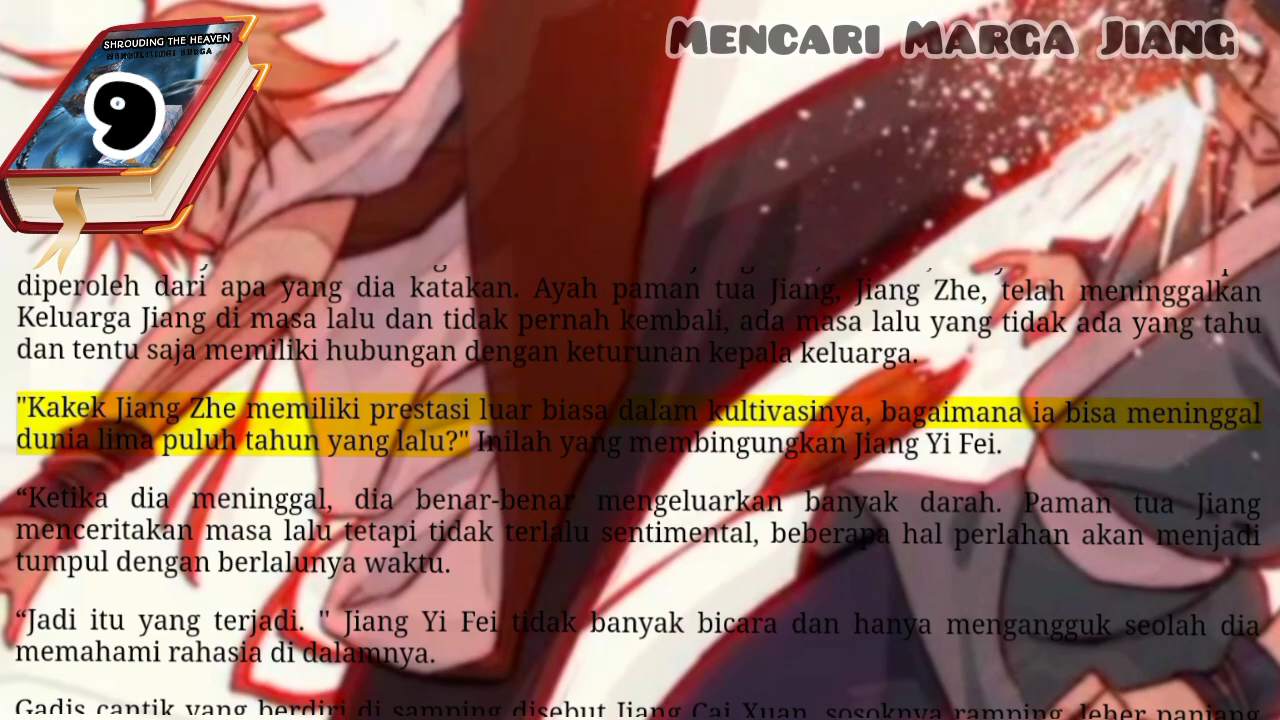 SHROUDING THE HEAVEN
9
Mencari marga Jiang
diperoleh dari apa yang dia katakan. Ayah paman tua Jiang, Jiang Zhe, telah meninggalkan
Keluarga Jiang di masa lalu dan tidak pernah kembali, ada masa lalu yang tidak ada yang tahu
dan tentu saja memiliki hubungan dengan keturunan kepala keluarga.
"Kakek Jiang Zhe memiliki prestasi luar biasa dalam kultivasinya, bagaimana ia bisa meninggal
dunia lima puluh tahun yang lalu?" Inilah yang membingungkan Jiang Yi Fei.
“Ketika dia meninggal, dia benar-benar mengeluarkan banyak darah. Paman tua Jiang
menceritakan masa lalu tetapi tidak terlalu sentimental, beberapa hal perlahan akan menjadi
tumpul dengan berlalunya waktu.
“Jadi itu yang terjadi. " Jiang Yi Fei tidak banyak bicara dan hanya mengangguk seolah dia
memahami rahasia di dalamnya.
Gadis cantik yang berdiri di samping disebut Jiang Cai Xuan, sosoknya ramping, leher panjang